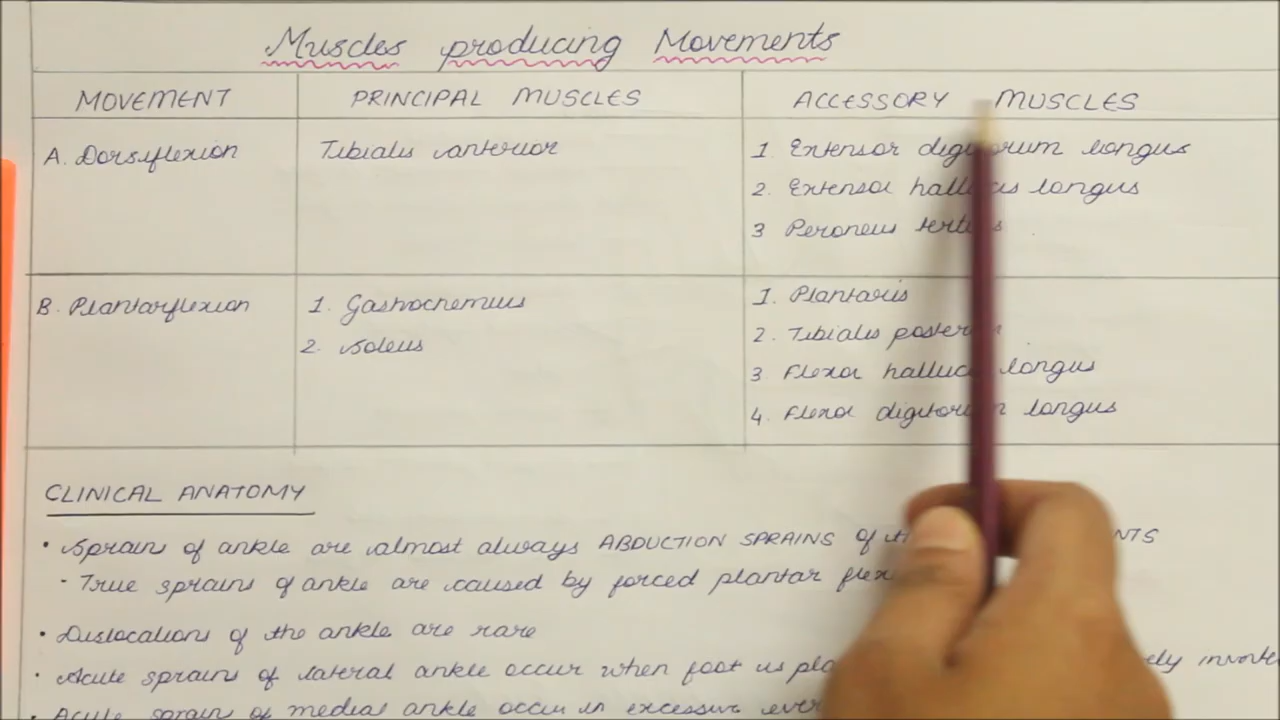 Muscles producing Movements
MOVEMENT PRINCIPAL MUSCLES ACCESSORY MUSCLES
A. Dorsiflexion Tibialis anterior 1. Extensor digitorum longus
2. Extensor hallucis longus
3 Peroneus tertius
B. Plantarflexion 1. Gastrocnemius 1. Plantaris
2. Soleus 2. Tibialis posterior
3 Flexor hallucis longus
4. Flexor digitorum longus
CLINICAL ANATOMY
• Sprains of ankle are almost always ABDUCTION SPRAINS of
- True sprains of ankle are caused by forced plantar
• Dislocations of the ankle are rare
• Acute sprains of lateral ankle occur when foot is
• Acute sprain of medial ankle occur in excessive